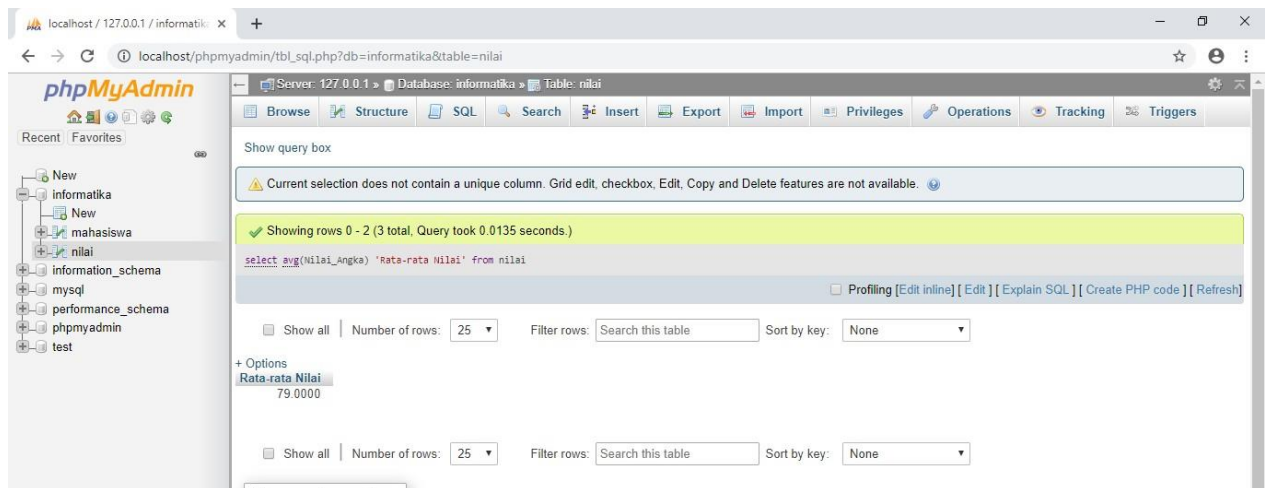 localhost / 127.0.0.1 / informatik
localhost/phpmyadmin/tbl_sql.php?db=informatika&table=nilai
phpMyAdmin
Recent Favorites
New
informatika
New
mahasiswa
nilai
information_schema
mysql
performance_schema
phpmyadmin
test
Server: 127.0.0.1 » Database: informatika » Table: nilai
Browse Structure SQL Search Insert Export Import Privileges Operations Tracking Triggers
Show query box
Current selection does not contain a unique column. Grid edit, checkbox, Edit, Copy and Delete features are not available.
Showing rows 0 - 2 (3 total, Query took 0.0135 seconds.)
select avg(Nilai_Angka) 'Rata-rata Nilai' from nilai
Profiling [Edit inline] [ Edit ] [ Explain SQL ] [ Create PHP code ] [ Refresh]
Show all | Number of rows: 25 Filter rows: Search this table Sort by key: None
+ Options
Rata-rata Nilai
79.0000
Show all | Number of rows: 25 Filter rows: Search this table Sort by key: None